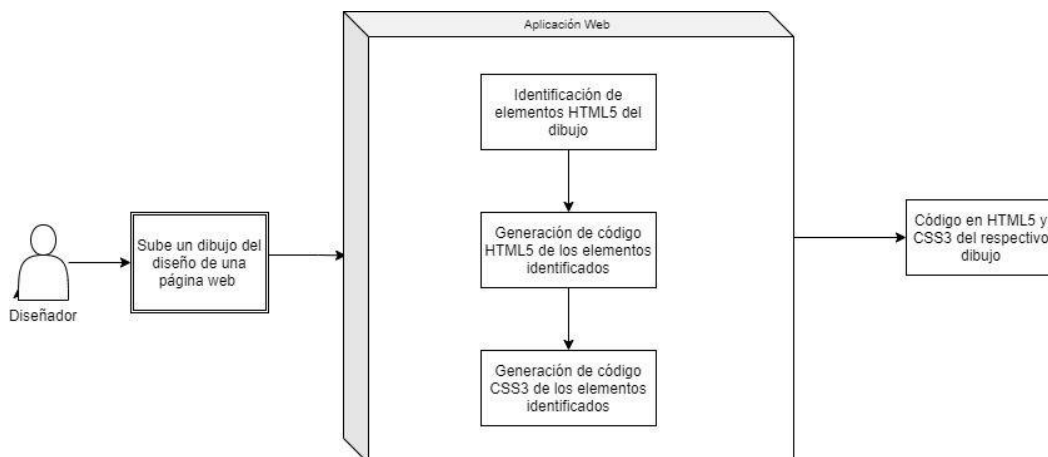 Aplicación Web
Identificación de
elementos HTML5 del
dibujo
Sube un dibujo del
diseño de una
página web
Diseñador
Generación de código
HTML5 de los elementos
identificados
Código en HTML5 y
CSS3 del respectivo
dibujo
Generación de código
CSS3 de los elementos
identificados